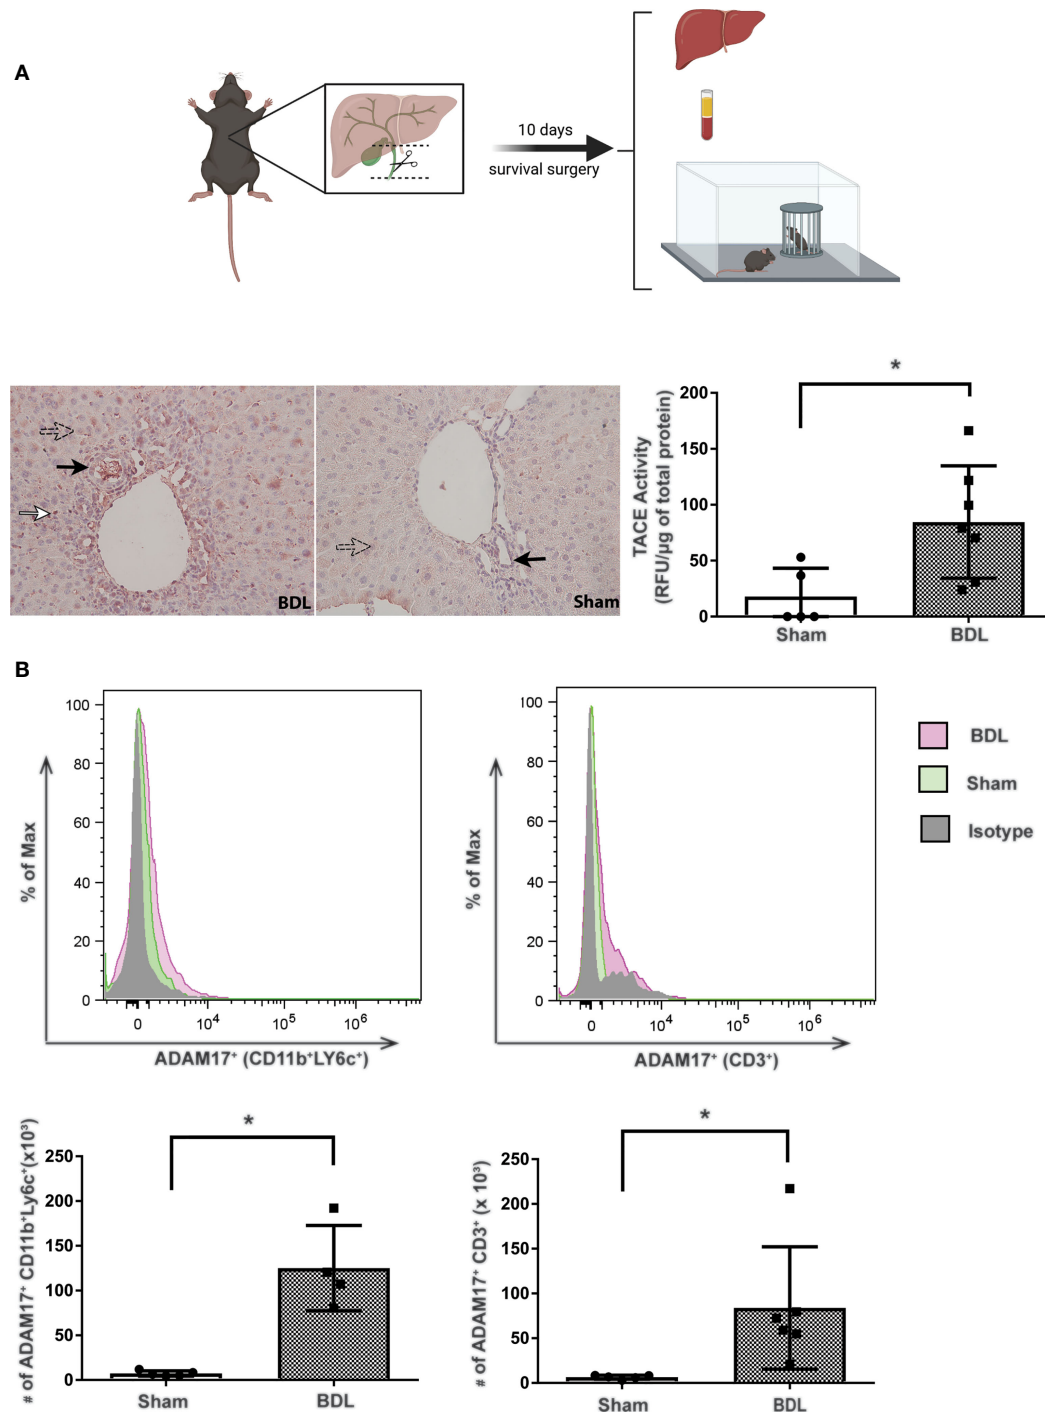 A
10 days
survival surgery
BDL
Sham
*
TACE Activity
(RFU/µg of total protein)
200
150
100
50
0
Sham
BDL
B
% of Max
100
80
60
40
20
0
0
10⁴
10⁵
10⁶
ADAM17⁺ (CD11b⁺LY6c⁺)
% of Max
100
80
60
40
20
0
0
10⁴
10⁵
10⁶
ADAM17⁺ (CD3⁺)
BDL
Sham
Isotype
# of ADAM17⁺ CD11b⁺Ly6c⁺(x10³)
*
250
200
150
100
50
0
Sham
BDL
# of ADAM17⁺ CD3⁺ (x 10³)
*
250
200
150
100
50
0
Sham
BDL